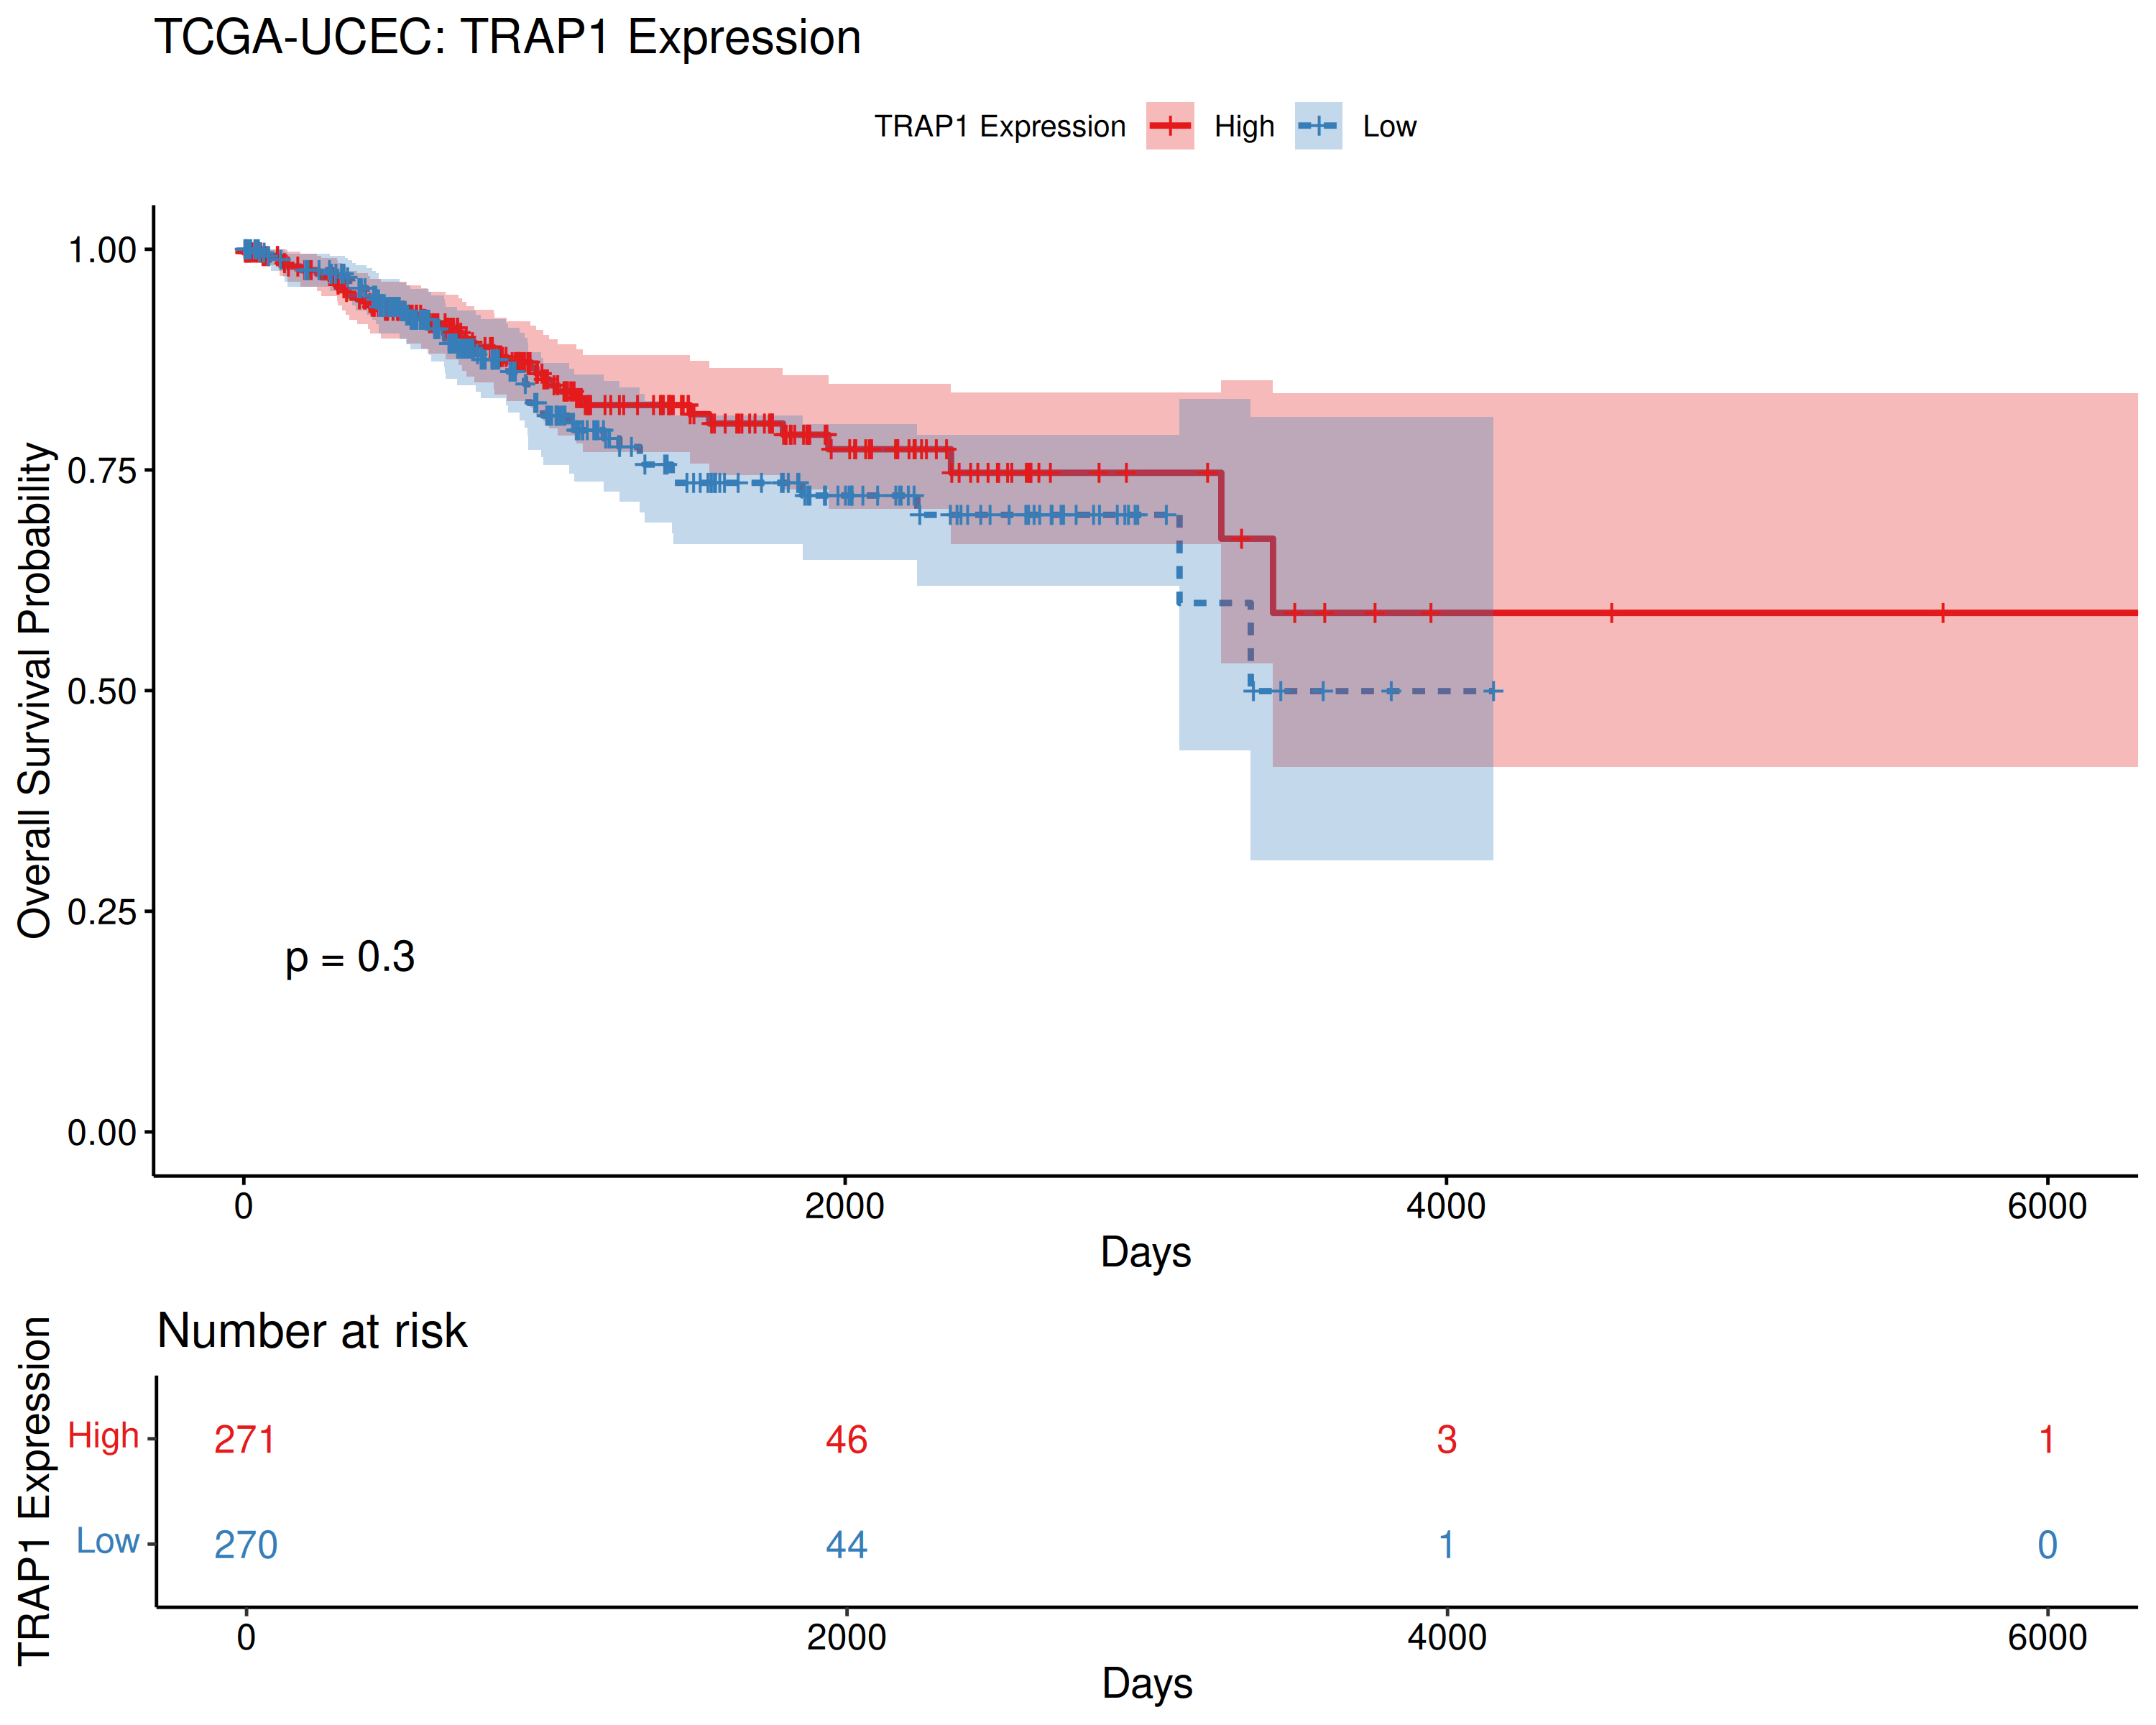 TCGA-UCEC: TRAP1 Expression
TRAP1 Expression High Low
Overall Survival Probability
1.00
0.75
0.50
0.25
0.00
p = 0.3
0 2000 4000 6000
Days
Number at risk
TRAP1 Expression
High 271 46 3 1
Low 270 44 1 0
0 2000 4000 6000
Days